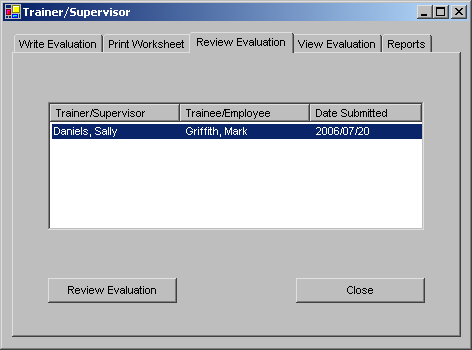 Trainer/Supervisor
Write Evaluation Print Worksheet Review Evaluation View Evaluation Reports
Trainer/Supervisor Trainee/Employee Date Submitted
Daniels, Sally Griffith, Mark 2006/07/20
Review Evaluation Close